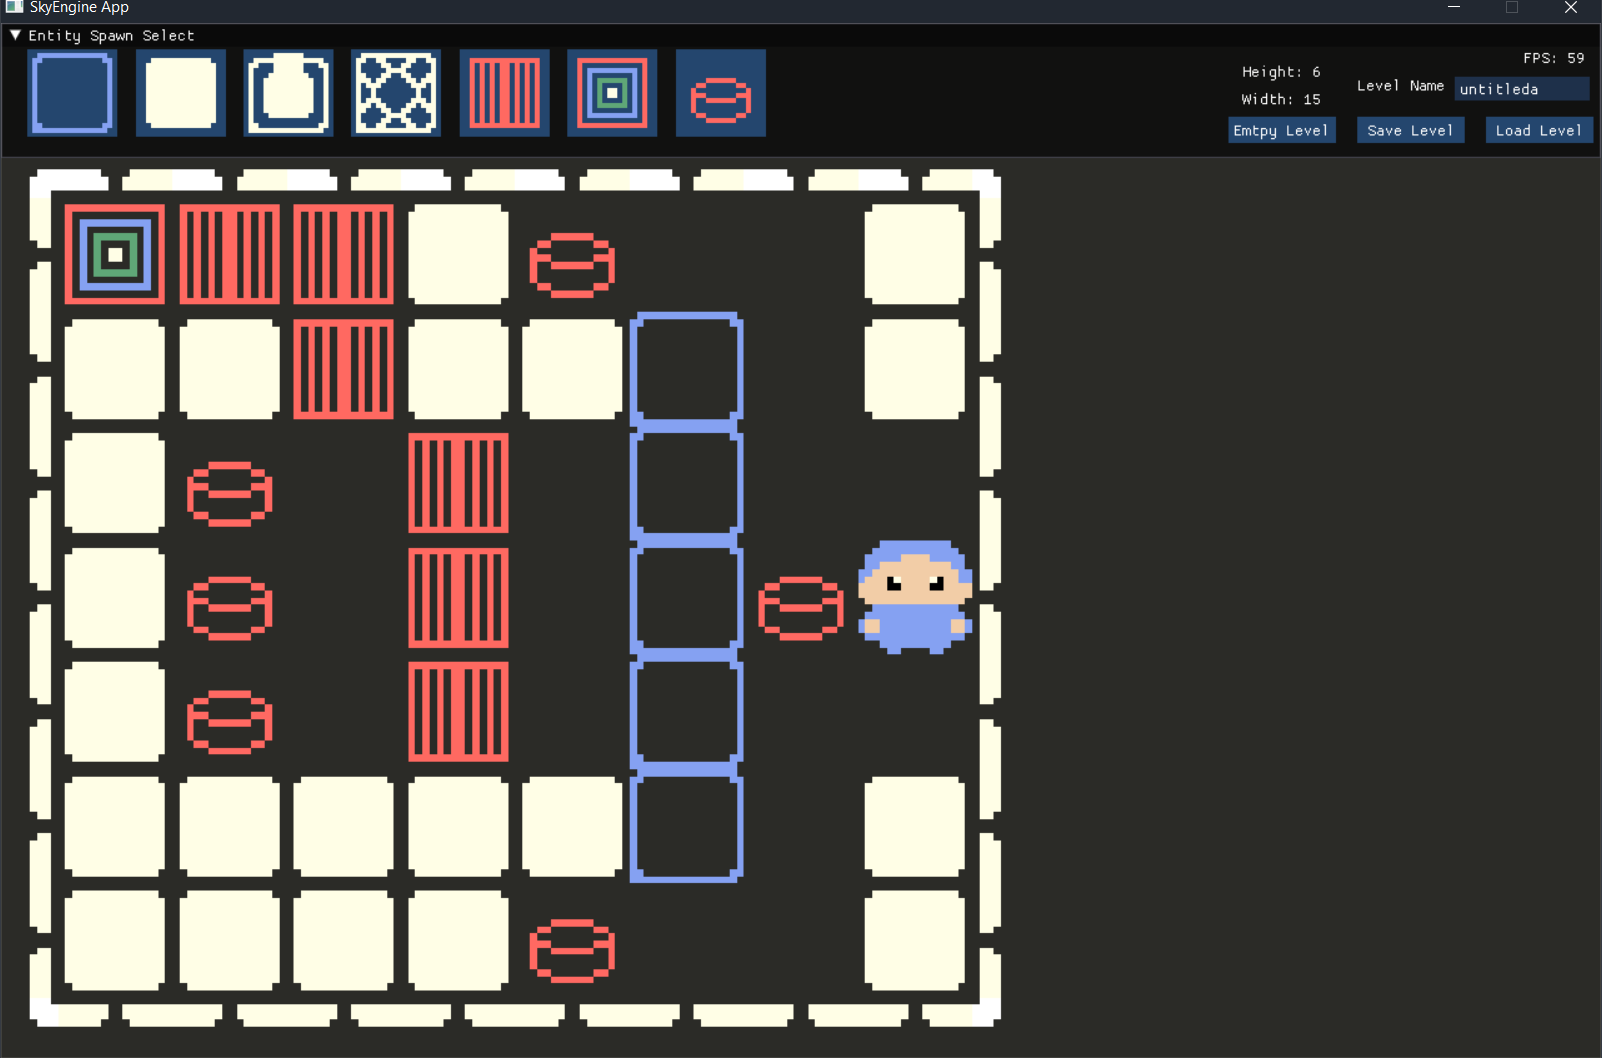 SkyEngine App
Entity Spawn Select
FPS: 59
Height: 6
Level Name untitleda
Width: 15
Emtpy Level Save Level Load Level